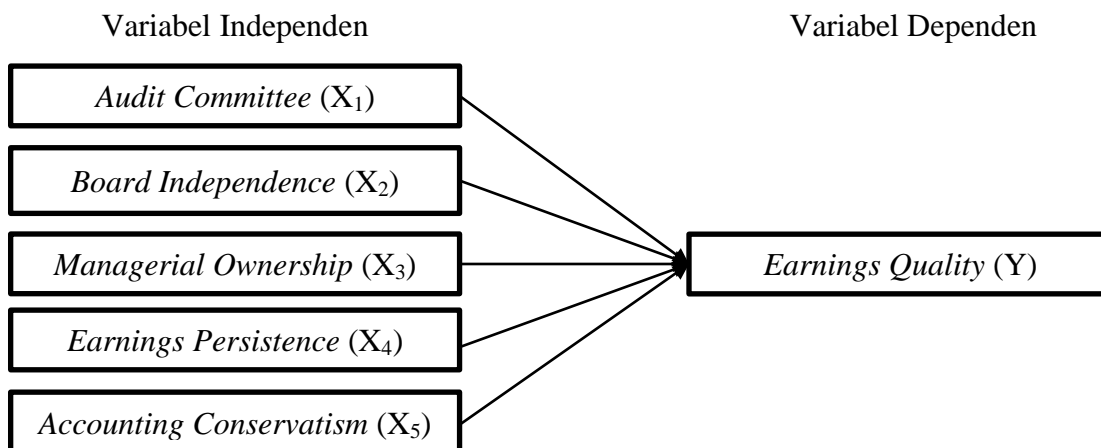 Variabel Independen
Variabel Dependen
Audit Committee (X₁)
Board Independence (X₂)
Managerial Ownership (X₃)
Earnings Quality (Y)
Earnings Persistence (X₄)
Accounting Conservatism (X₅)